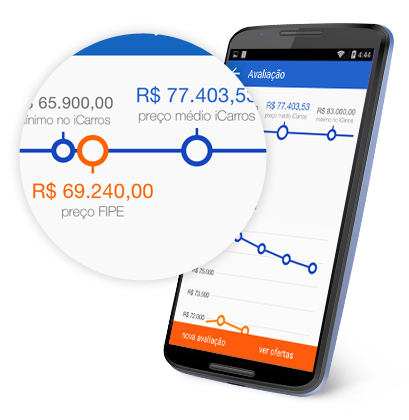 R$ 65.900,00
mínimo no iCarros
R$ 77.403,53
preço médio iCarros
R$ 69.240,00
preço FIPE
4:44
Avaliação
R$ 77.403,53
preço médio iCarros
R$ 83.000,00
máximo no iCarros
R$ 75.000
R$ 73.500
R$ 72.000
nova avaliação
ver ofertas